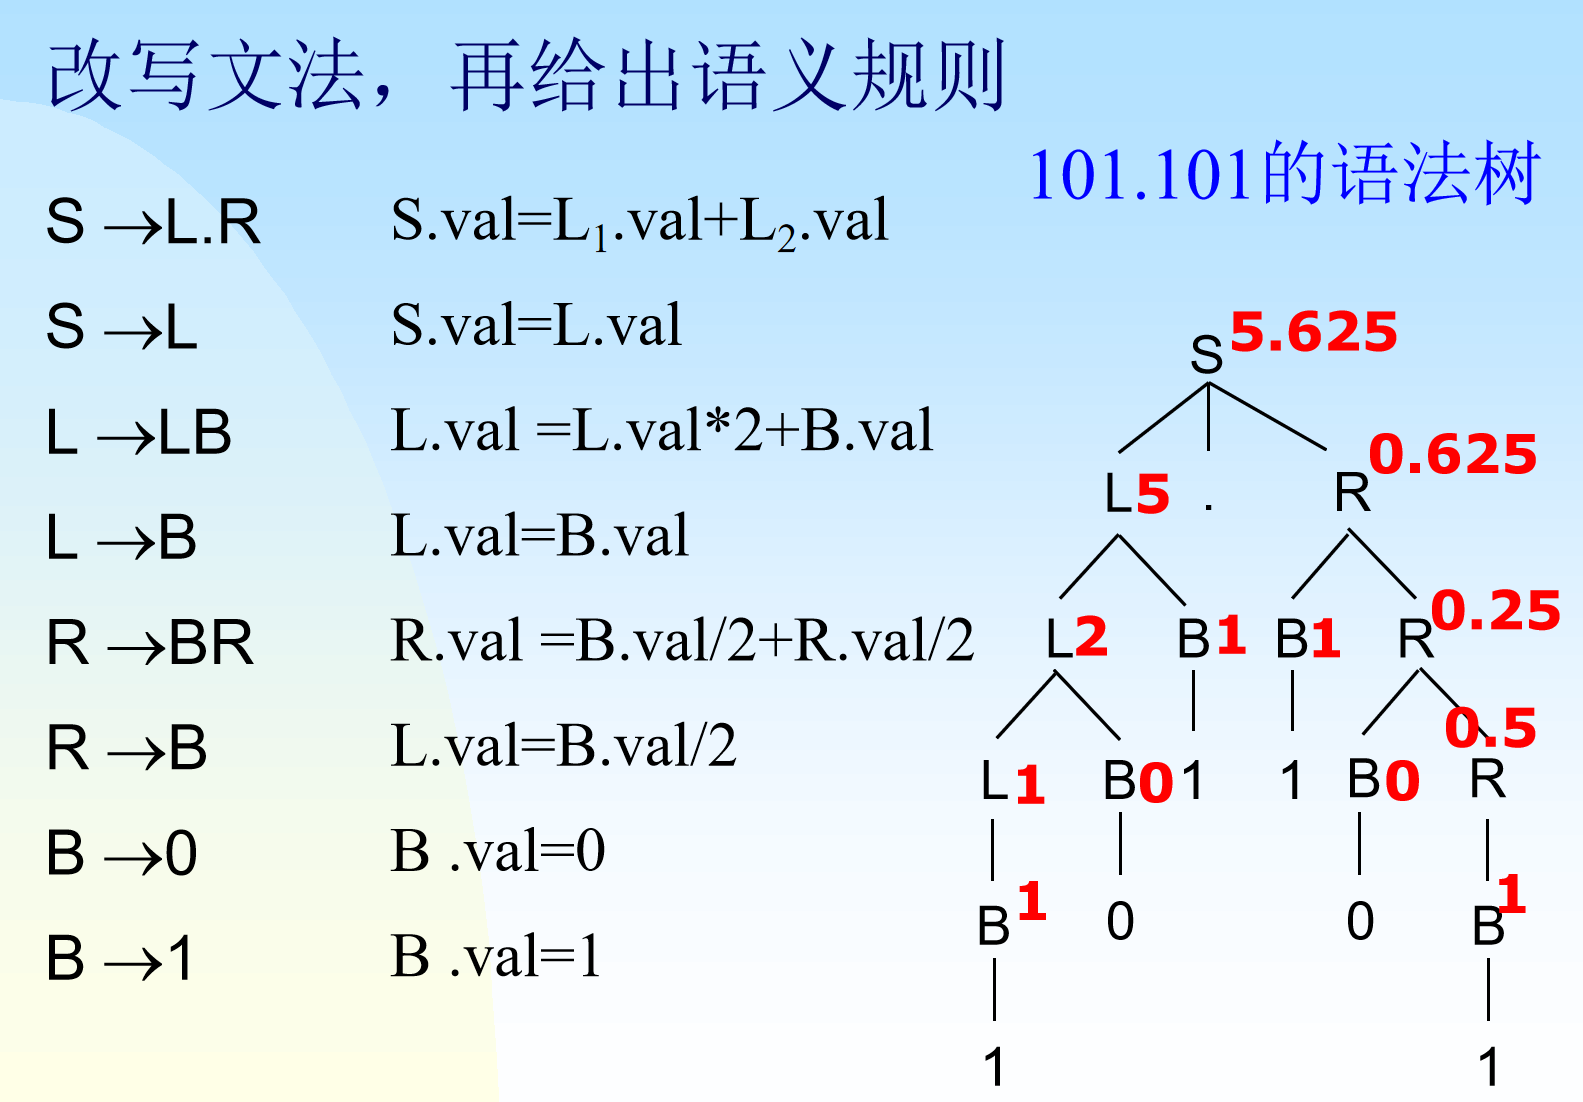 改写文法，再给出语义规则
101.101的语法树
S →L.R S.val=L₁.val+L₂.val
S →L S.val=L.val
L →LB L.val =L.val*2+B.val
L →B L.val=B.val
R →BR R.val =B.val/2+R.val/2
R →B L.val=B.val/2
B →0 B .val=0
B →1 B .val=1
S 5.625
L 5 . R 0.625
L 2 B 1 B 1 R 0.25
L 1 B 0 1 1 B 0 R 0.5
B 1 0 0 B 1
1 1